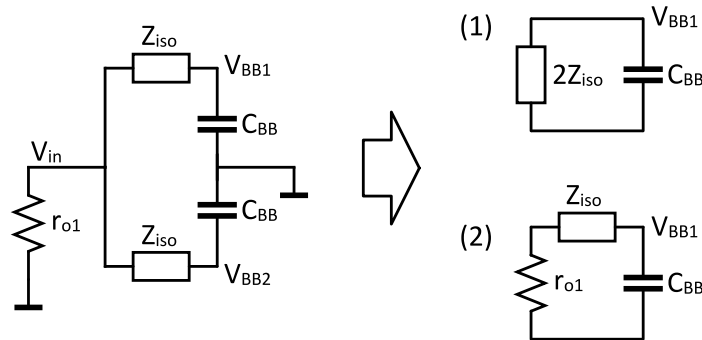 Z_iso
V_BB1
C_BB
V_in
C_BB
r_o1
Z_iso
V_BB2
(1)
V_BB1
2Z_iso
C_BB
(2)
Z_iso
V_BB1
r_o1
C_BB